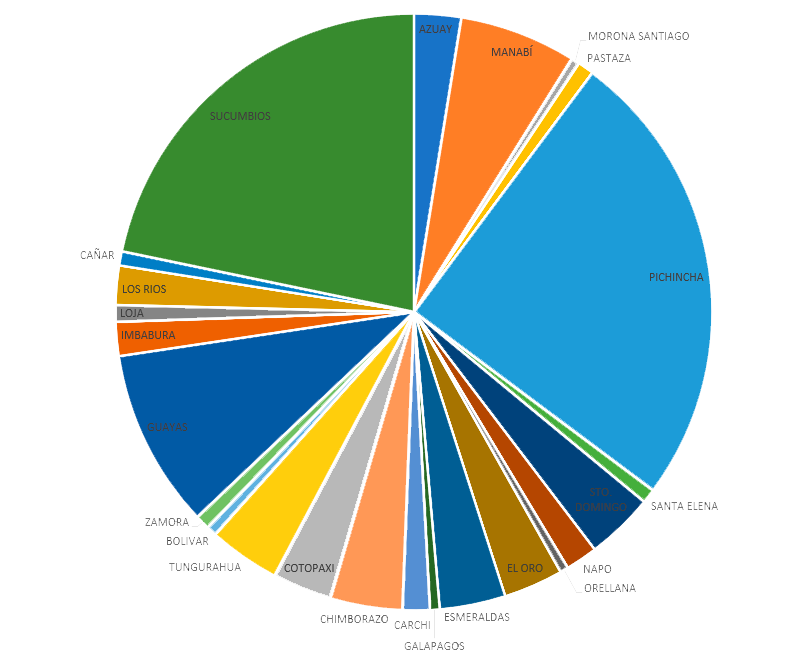 AZUAY
MANABÍ
MORONA SANTIAGO
PASTAZA
PICHINCHA
SANTA ELENA
STO
DOMINGO
NAPO
ORELLANA
EL ORO
ESMERALDAS
GALAPAGOS
CARCHI
CHIMBORAZO
COTOPAXI
TUNGURAHUA
BOLIVAR
ZAMORA
GUAYAS
IMBABURA
LOJA
LOS RIOS
CAÑAR
SUCUMBIOS